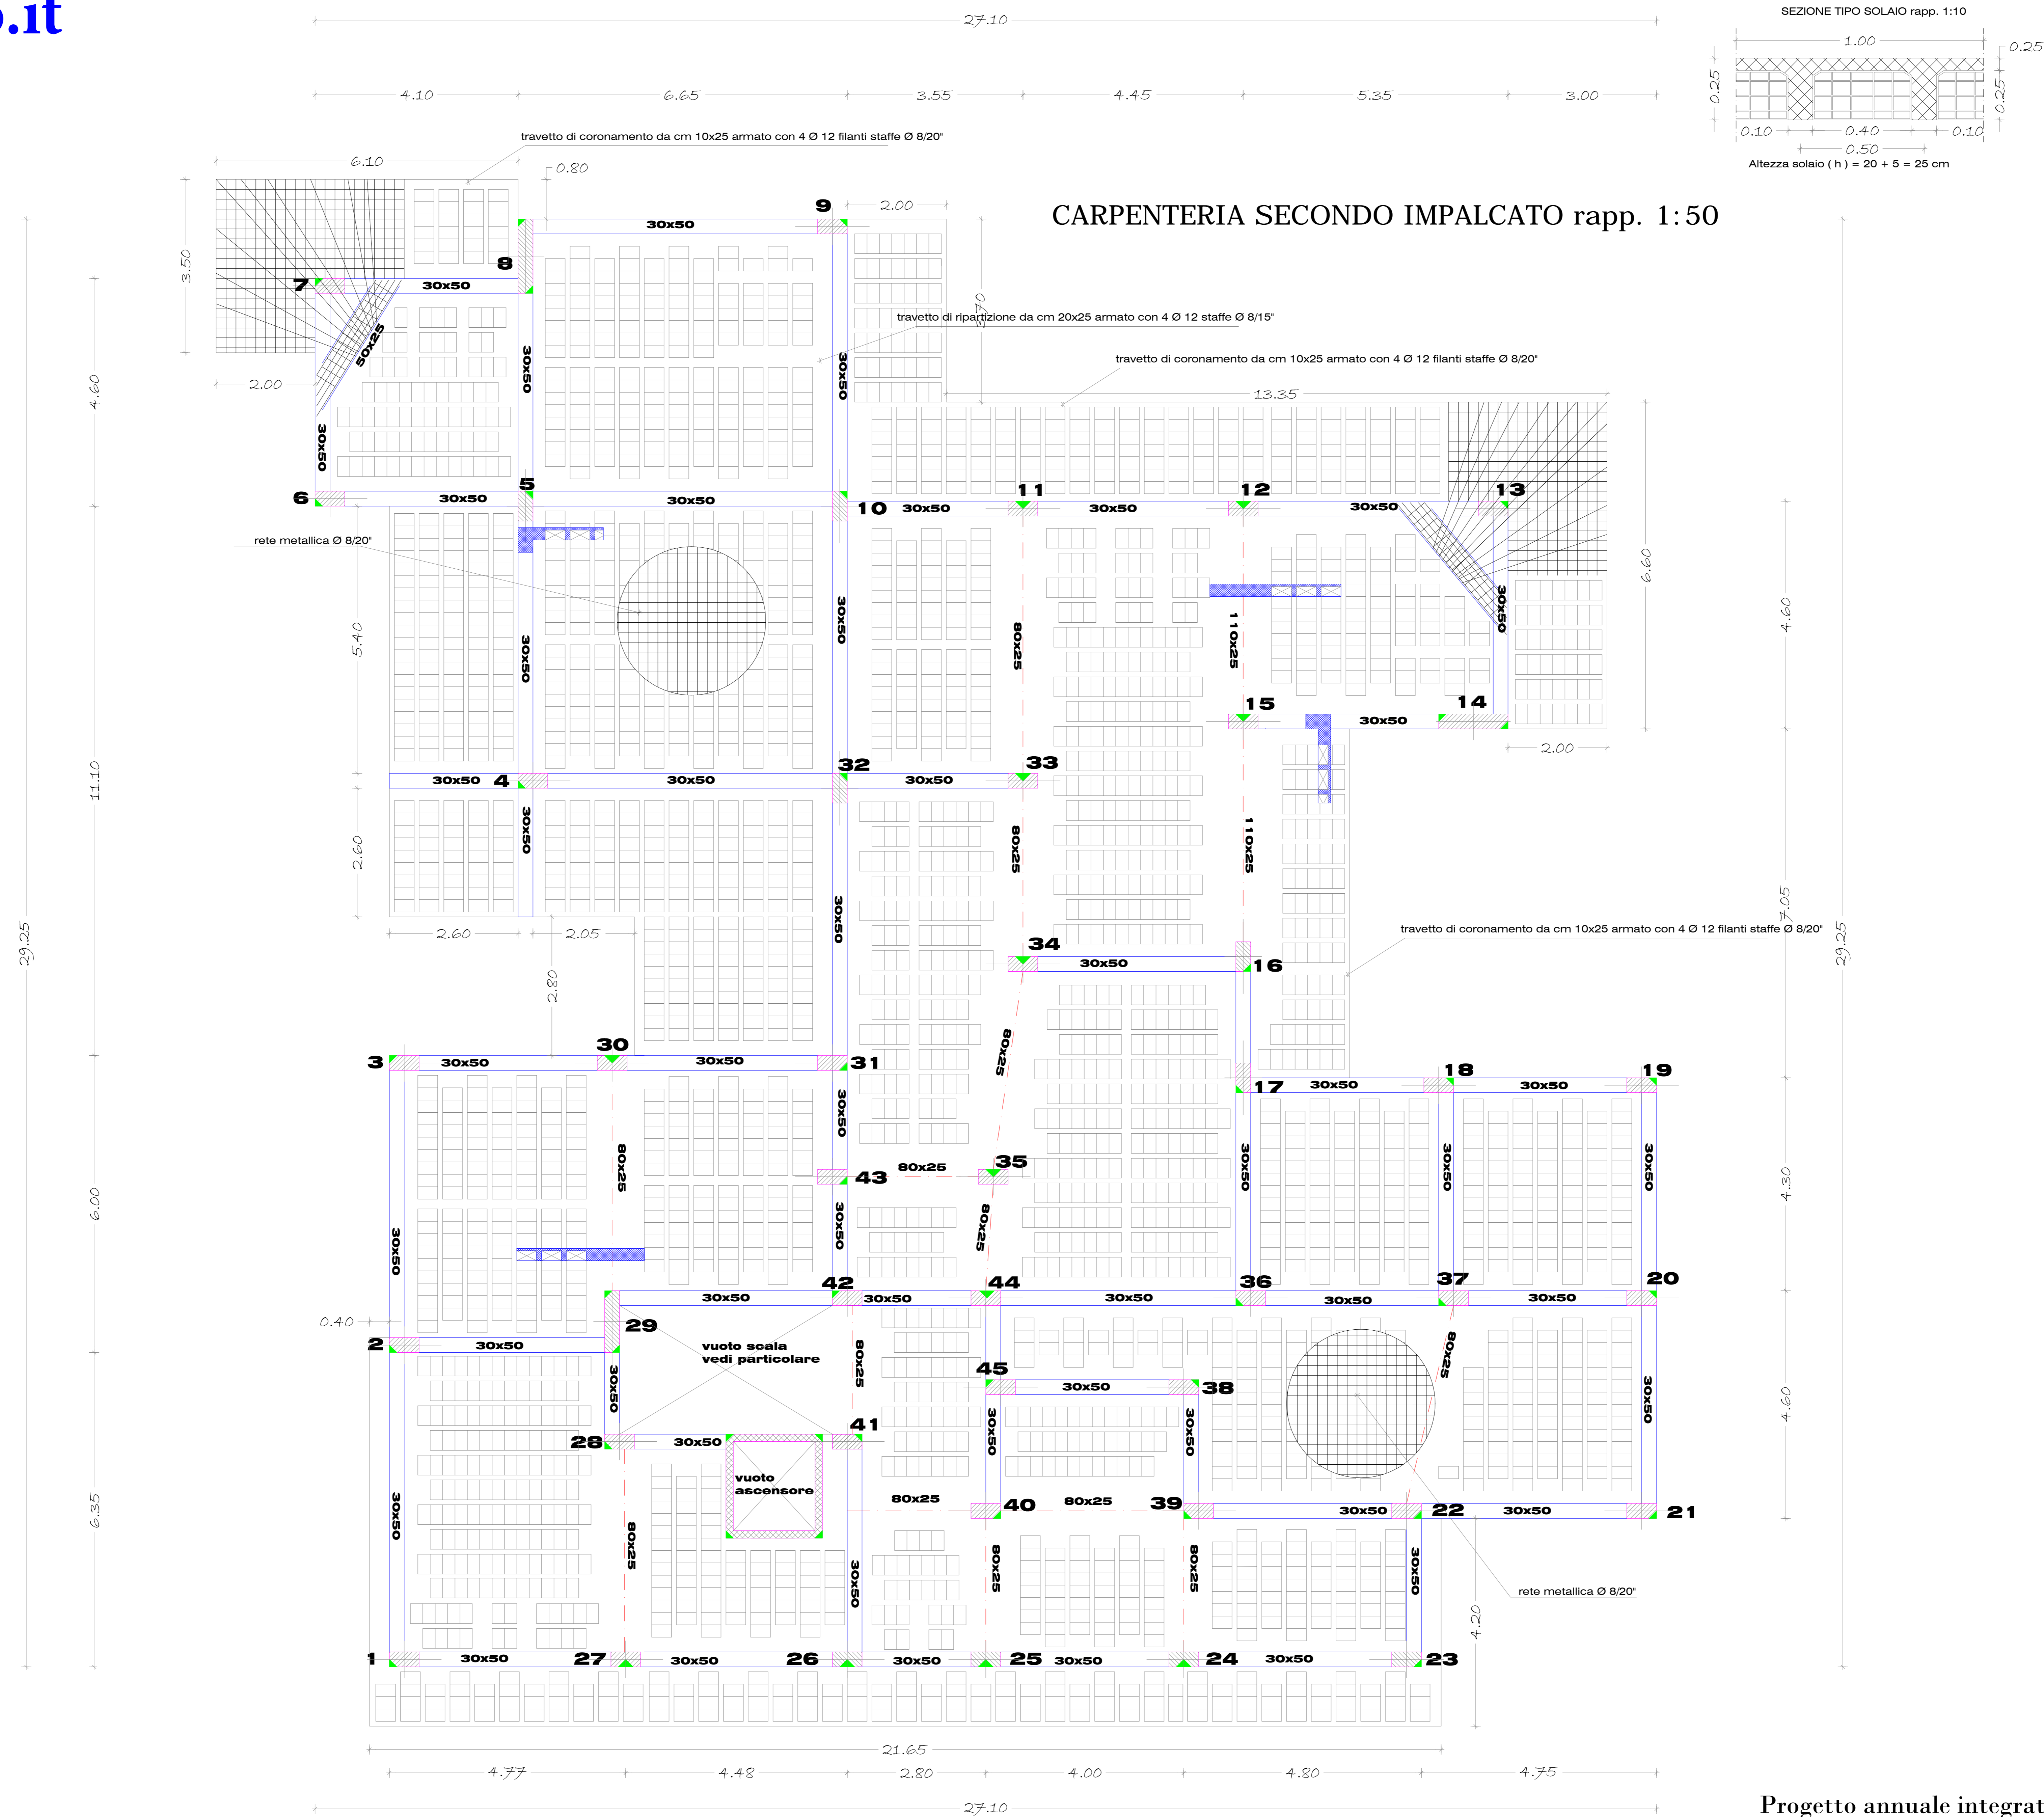 o.it
27.10
SEZIONE TIPO SOLAIO rapp. 1:10
1.00
0.25
0.25
0.25
0.10
0.40
0.10
0.50
Altezza solaio ( h ) = 20 + 5 = 25 cm
4.10
6.65
3.55
4.45
5.35
3.00
travetto di coronamento da cm 10x25 armato con 4 Ø 12 filanti staffe Ø 8/20"
6.10
0.80
9
2.00
CARPENTERIA SECONDO IMPALCATO rapp. 1:50
30x50
3.50
8
7
30x50
50x25
3.70
travetto di ripartizione da cm 20x25 armato con 4 Ø 12 staffe Ø 8/15"
travetto di coronamento da cm 10x25 armato con 4 Ø 12 filanti staffe Ø 8/20"
30x50
30x50
2.00
4.60
13.35
30x50
6
30x50
5
30x50
10
30x50
11
30x50
12
30x50
13
rete metallica Ø 8/20"
6.60
30x50
4.60
5.40
30x50
30x50
80x25
110x25
15
30x50
14
2.00
11.10
30x50
4
30x50
32
30x50
33
30x50
80x25
110x25
2.60
30x50
7.05
29.25
29.25
2.60
2.05
travetto di coronamento da cm 10x25 armato con 4 Ø 12 filanti staffe Ø 8/20"
34
30x50
16
2.80
80x25
3
30x50
30
30x50
31
17
30x50
18
30x50
19
30x50
80x25
80x25
35
43
30x50
30x50
30x50
4.30
6.00
30x50
30x50
80x25
42
44
36
37
20
30x50
30x50
30x50
30x50
30x50
0.40
29
2
30x50
vuoto scala
vedi particolare
80x25
80x25
45
30x50
38
30x50
30x50
4.60
28
30x50
41
30x50
30x50
vuoto
ascensore
6.35
30x50
80x25
40
80x25
39
30x50
22
30x50
21
80x25
30x50
80x25
80x25
30x50
rete metallica Ø 8/20"
4.20
1
30x50
27
30x50
26
30x50
25
30x50
24
30x50
23
21.65
4.77
4.48
2.80
4.00
4.80
4.75
27.10
Progetto annuale integrat